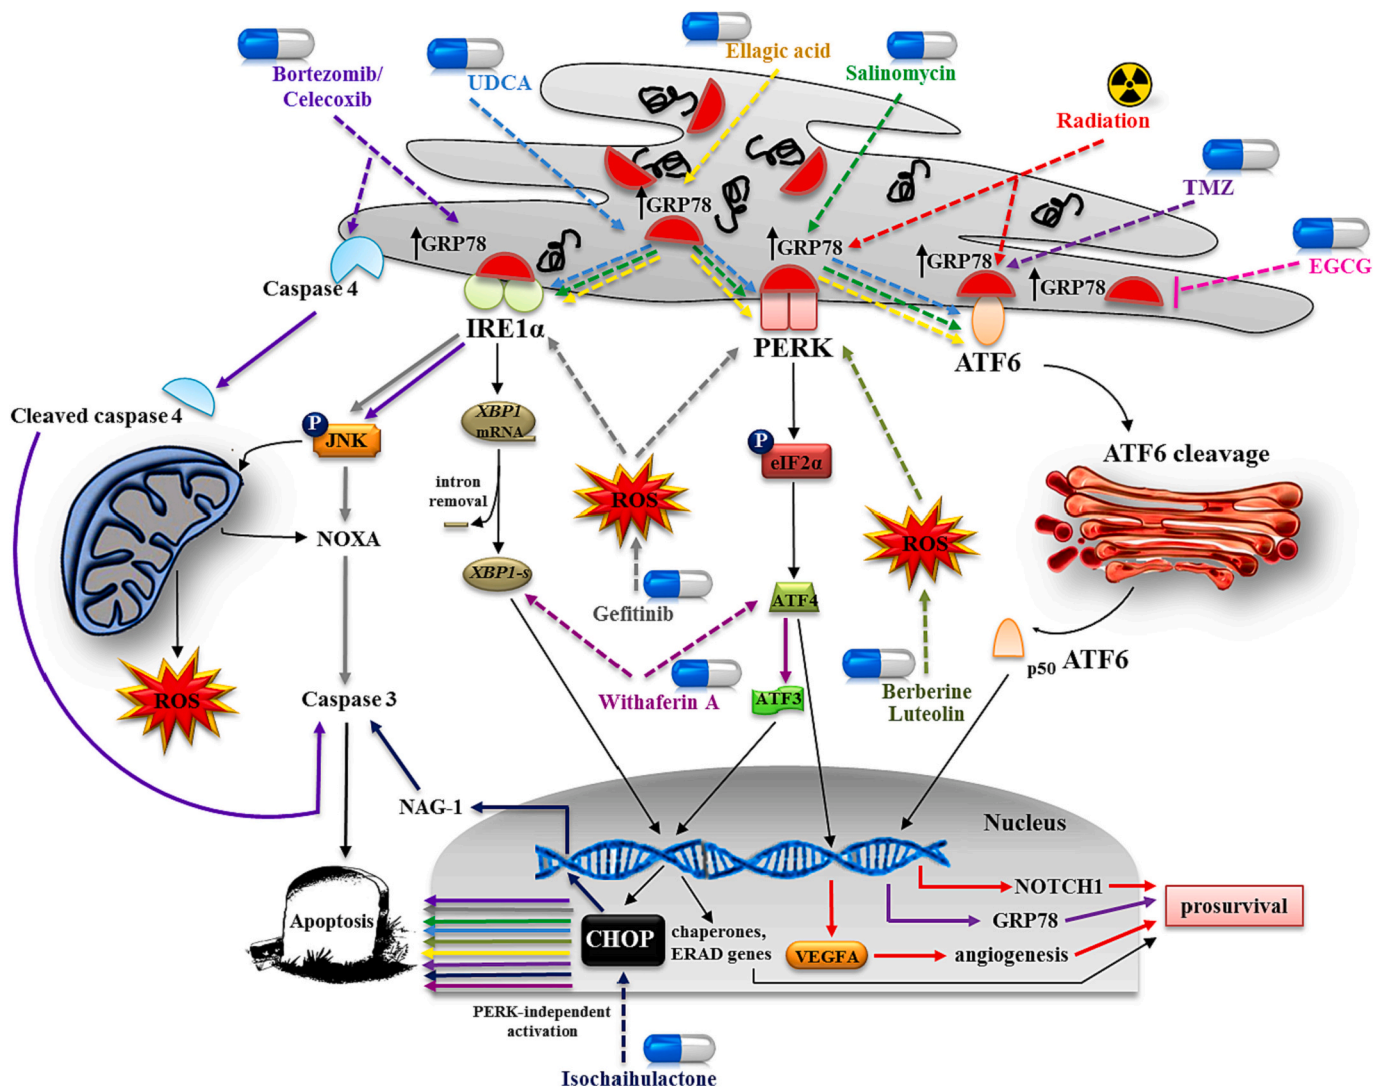 Ellagic acid
Bortezomib/
Celecoxib
UDCA
Salinomycin
Radiation
TMZ
EGCG
↑GRP78
↑GRP78
↑GRP78
↑GRP78
↑GRP78
Caspase 4
IRE1α
PERK
ATF6
Cleaved caspase 4
P
JNK
XBP1
mRNA
P
eIF2α
ATF6 cleavage
intron
removal
ROS
ROS
NOXA
XBP1-s
Gefitinib
ATF4
p50 ATF6
ROS
Caspase 3
Withaferin A
ATF3
Berberine
Luteolin
NAG-1
Nucleus
NOTCH1
prosurvival
Apoptosis
CHOP
chaperones,
ERAD genes
GRP78
VEGFA
angiogenesis
PERK-independent
activation
Isochaihulactone